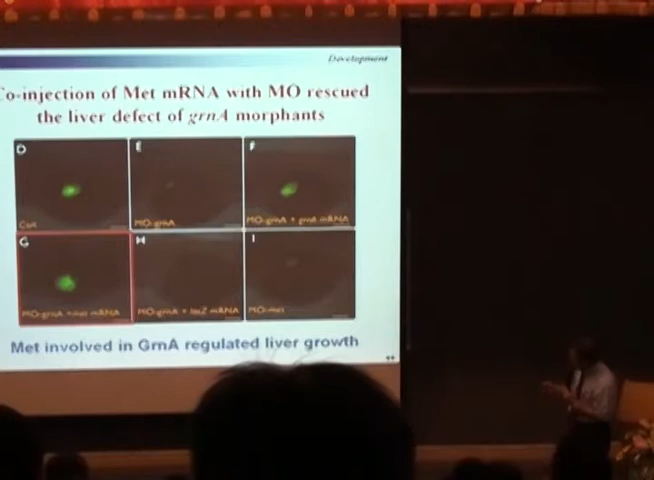 Development
Co-injection of Met mRNA with MO rescued
the liver defect of grnA morphants
D
E
F
MO-grnA
MO-grnA + grnA mRNA
G
H
I
MO-grnA + met mRNA
MO-grnA + lacZ mRNA
MO-met
Met involved in GrnA regulated liver growth